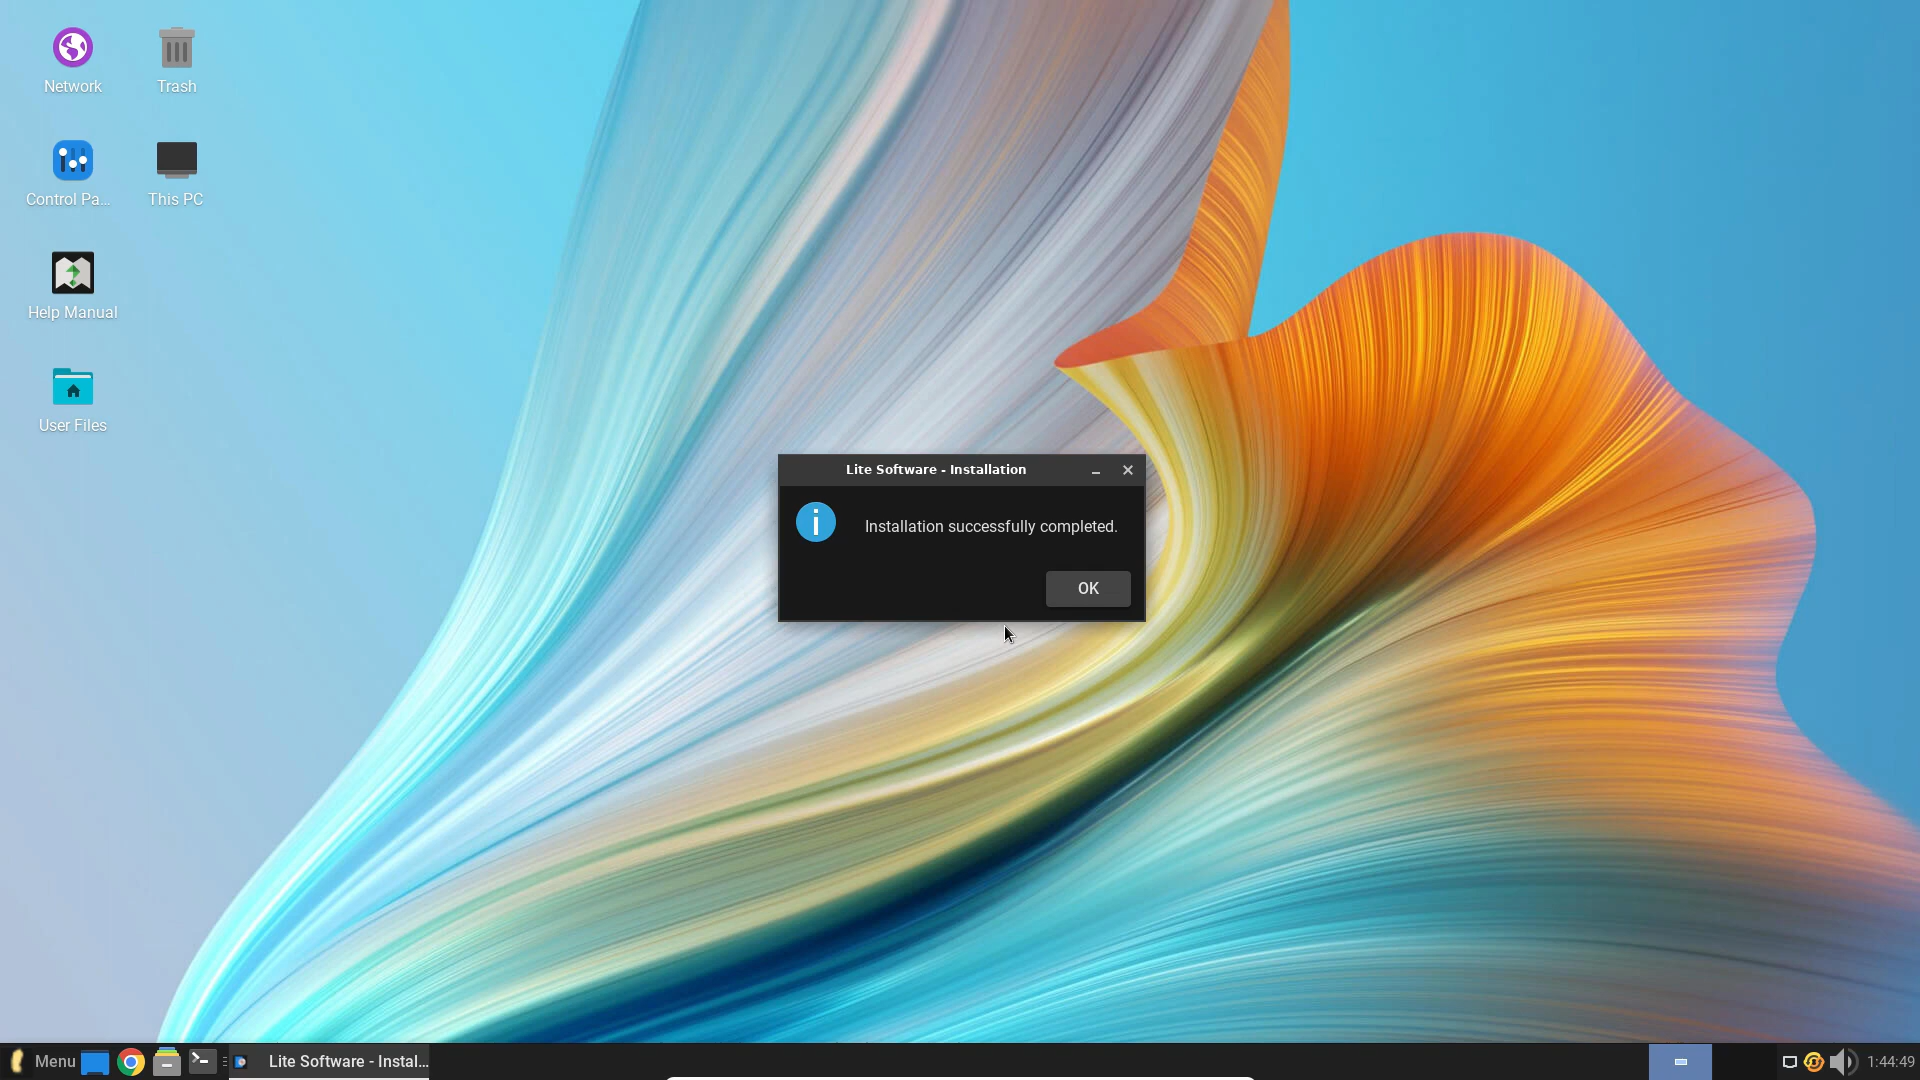 Network
Trash
Control Pa...
This PC
Help Manual
User Files
Lite Software - Installation
Installation successfully completed.
OK
Menu
Lite Software - Instal...
1:44:49